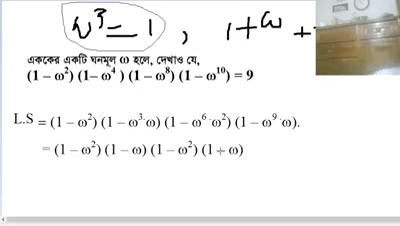 ω³ = 1 , 1 + ω +
এককের একটি ঘনমূল ω হলে, দেখাও যে,
(1 – ω²) (1– ω⁴ ) (1 – ω⁸) (1 – ω¹⁰) = 9
L.S = (1 – ω²) (1 – ω³· ω) (1 – ω⁶ ·ω²) (1 – ω⁹ ·ω).
= (1 – ω²) (1 – ω) (1 – ω²) (1 – ω)